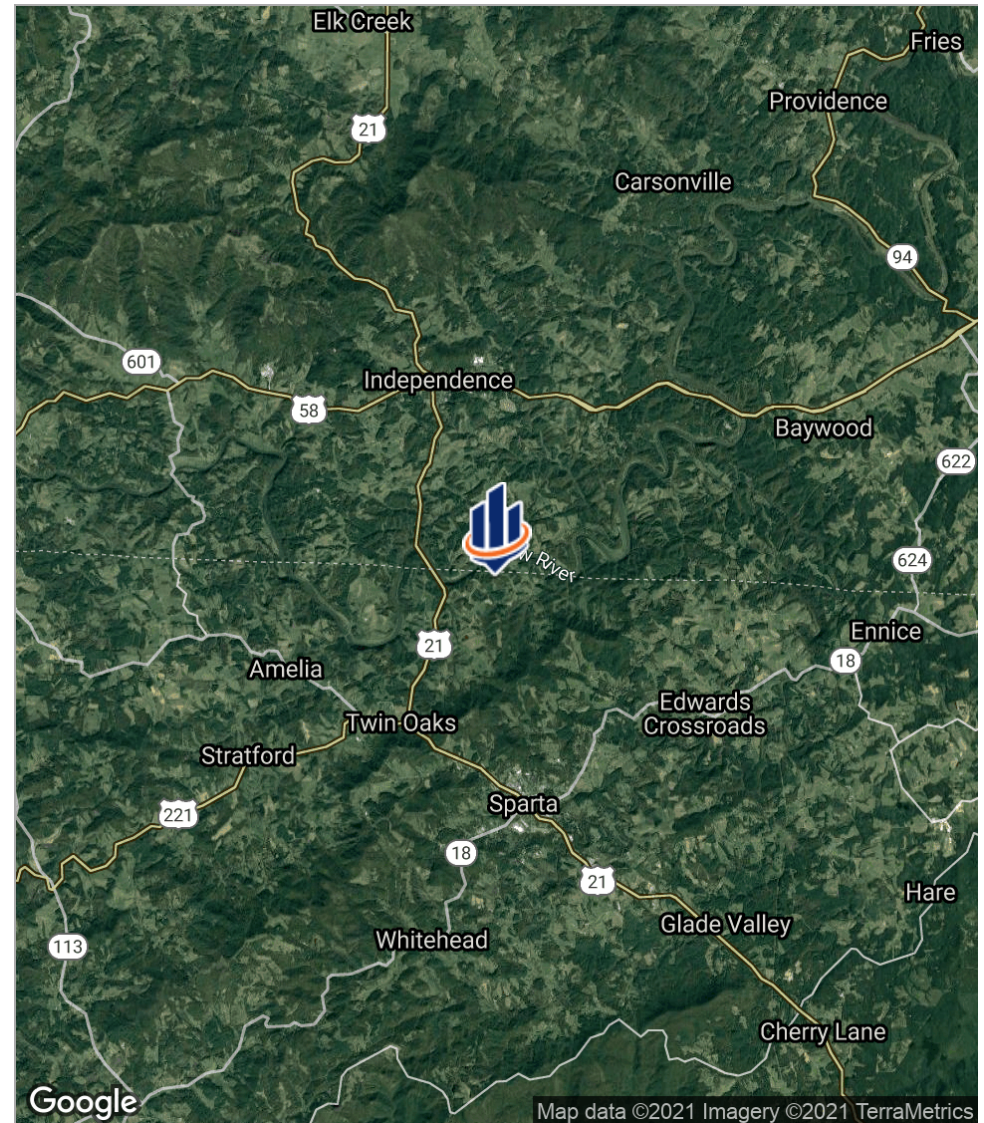 Elk Creek
Fries
Providence
21
Carsonville
94
601
Independence
58
Baywood
622
w River
624
Ennice
21
18
Amelia
Edwards
Crossroads
Twin Oaks
Stratford
Sparta
221
18
21
Hare
Glade Valley
Whitehead
113
Cherry Lane
Google
Map data ©2021 Imagery ©2021 TerraMetrics